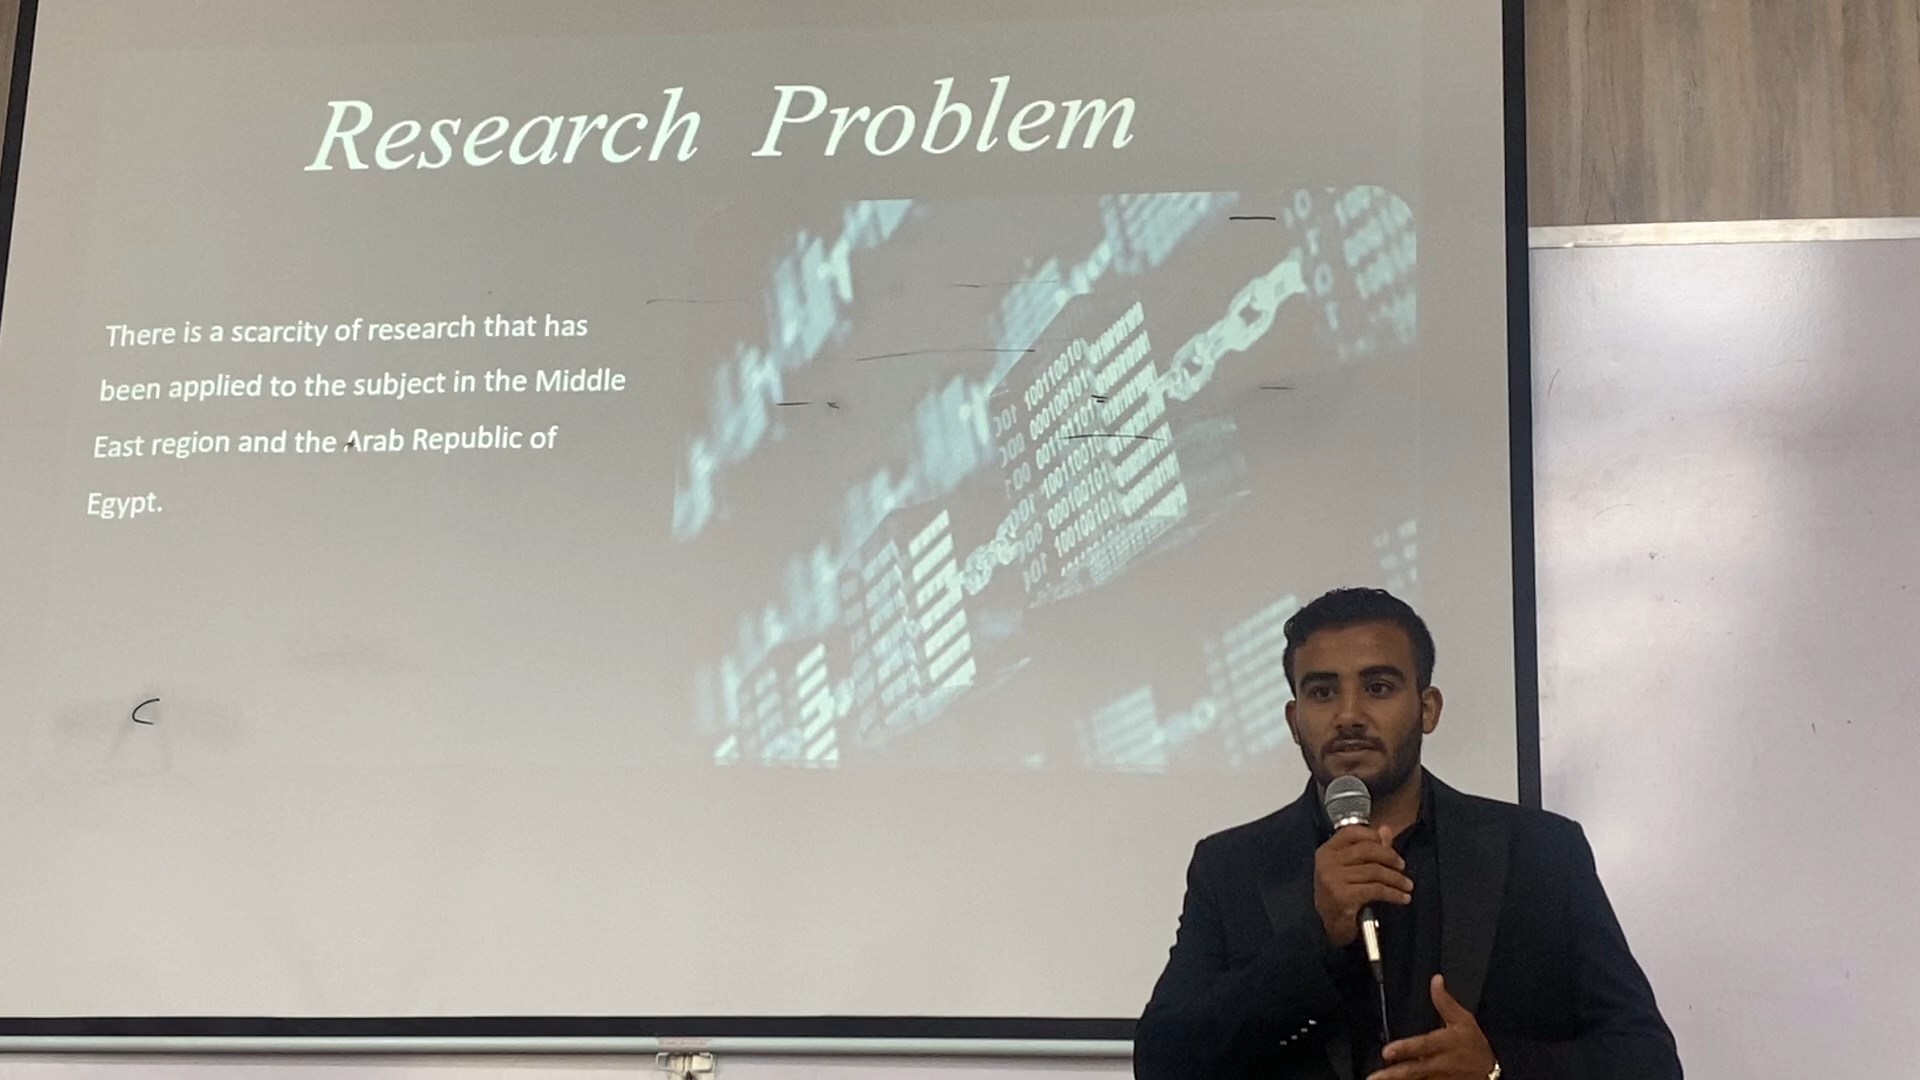 Research Problem
There is a scarcity of research that has
been applied to the subject in the Middle
East region and the Arab Republic of
Egypt.